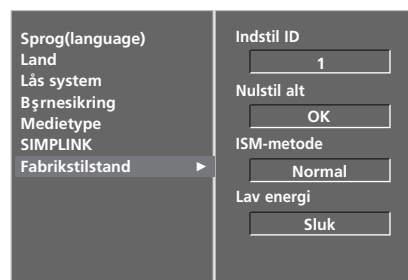 Sprog(language)
Land
Lås system
Bşrnesikring
Medietype
SIMPLINK
Fabrikstilstand ►
Indstil ID
1
Nulstil alt
OK
ISM-metode
Normal
Lav energi
Sluk